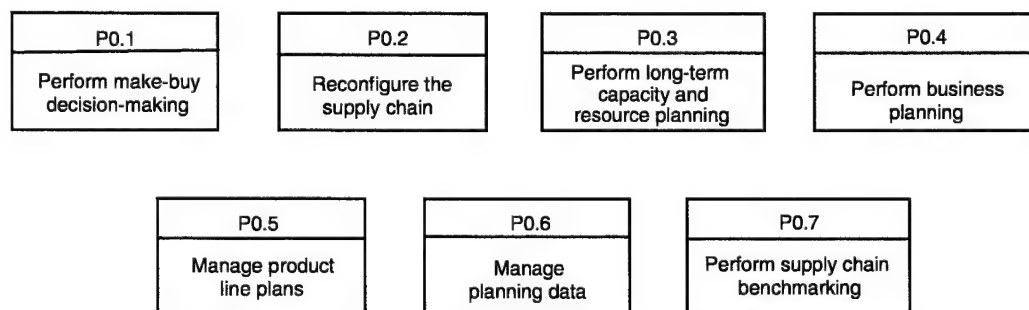 P0.1
Perform make-buy
decision-making
P0.2
Reconfigure the
supply chain
P0.3
Perform long-term
capacity and
resource planning
P0.4
Perform business
planning
P0.5
Manage product
line plans
P0.6
Manage
planning data
P0.7
Perform supply chain
benchmarking